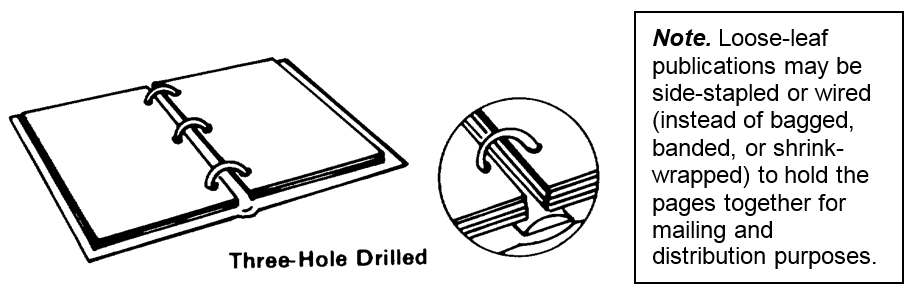 Three-Hole Drilled
Note. Loose-leaf
publications may be
side-stapled or wired
(instead of bagged,
banded, or shrink-
wrapped) to hold the
pages together for
mailing and
distribution purposes.